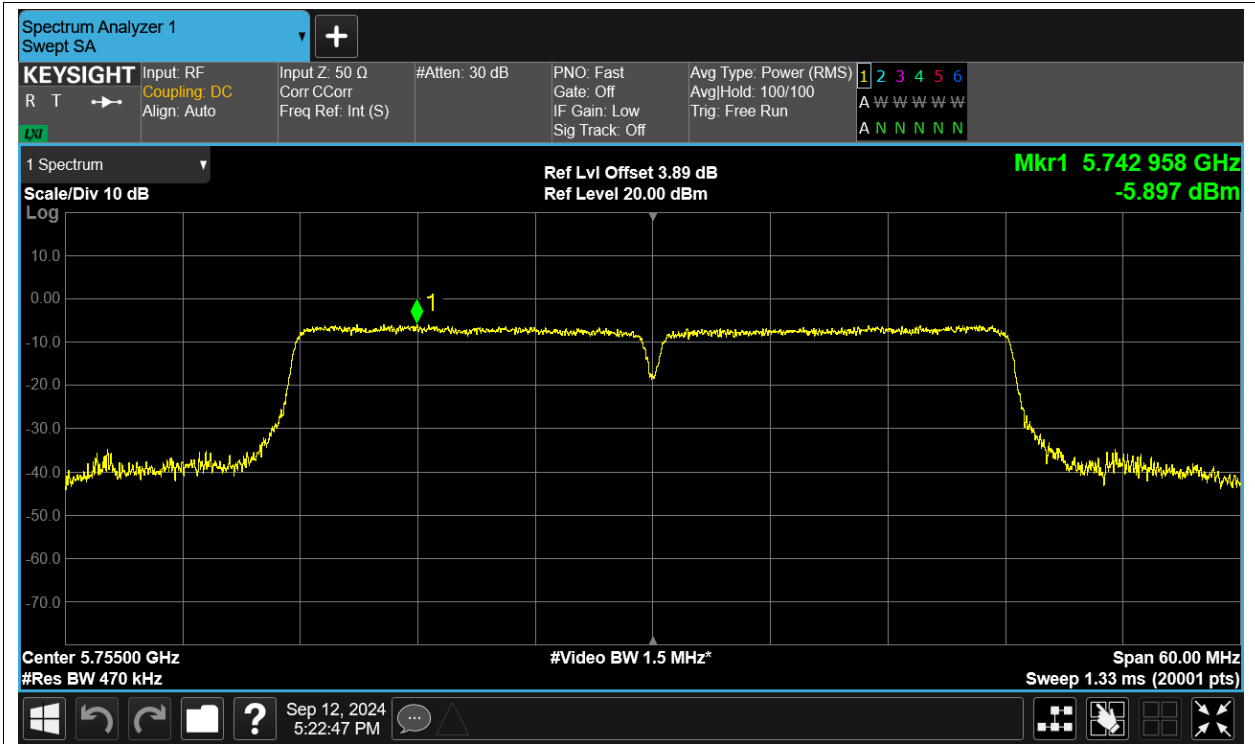 Spectrum Analyzer 1
Swept SA
KEYSIGHT
R T
LXI
Input: RF
Coupling: DC
Align: Auto
Input Z: 50 Ω
Corr CCorr
Freq Ref: Int (S)
#Atten: 30 dB
PNO: Fast
Gate: Off
IF Gain: Low
Sig Track: Off
Avg Type: Power (RMS)
Avg|Hold: 100/100
Trig: Free Run
1 2 3 4 5 6
A W W W W W
A N N N N N
1 Spectrum
Scale/Div 10 dB
Log
Ref Lvl Offset 3.89 dB
Ref Level 20.00 dBm
Mkr1 5.742 958 GHz
-5.897 dBm
10.0
0.00
1
-10.0
-20.0
-30.0
-40.0
-50.0
-60.0
-70.0
Center 5.75500 GHz
#Res BW 470 kHz
#Video BW 1.5 MHz*
Span 60.00 MHz
Sweep 1.33 ms (20001 pts)
?
Sep 12, 2024
5:22:47 PM